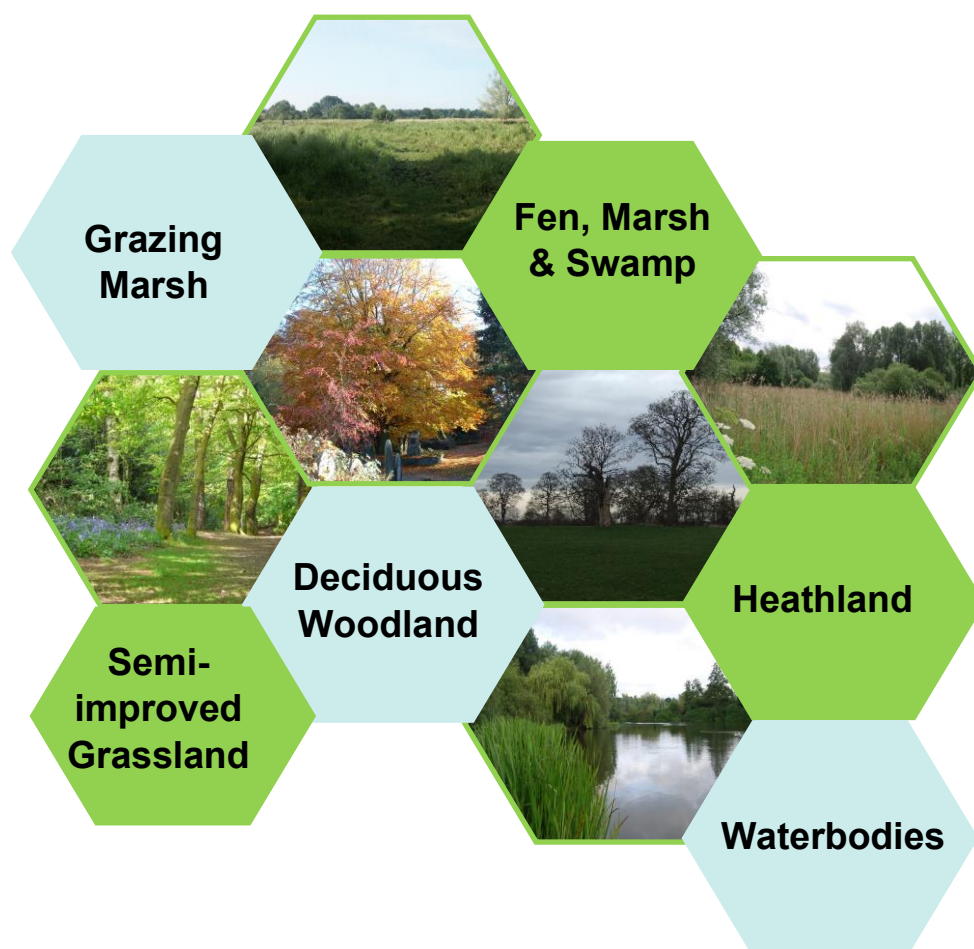 Grazing
Marsh
Fen, Marsh
& Swamp
Deciduous
Woodland
Heathland
Semi-
improved
Grassland
Waterbodies